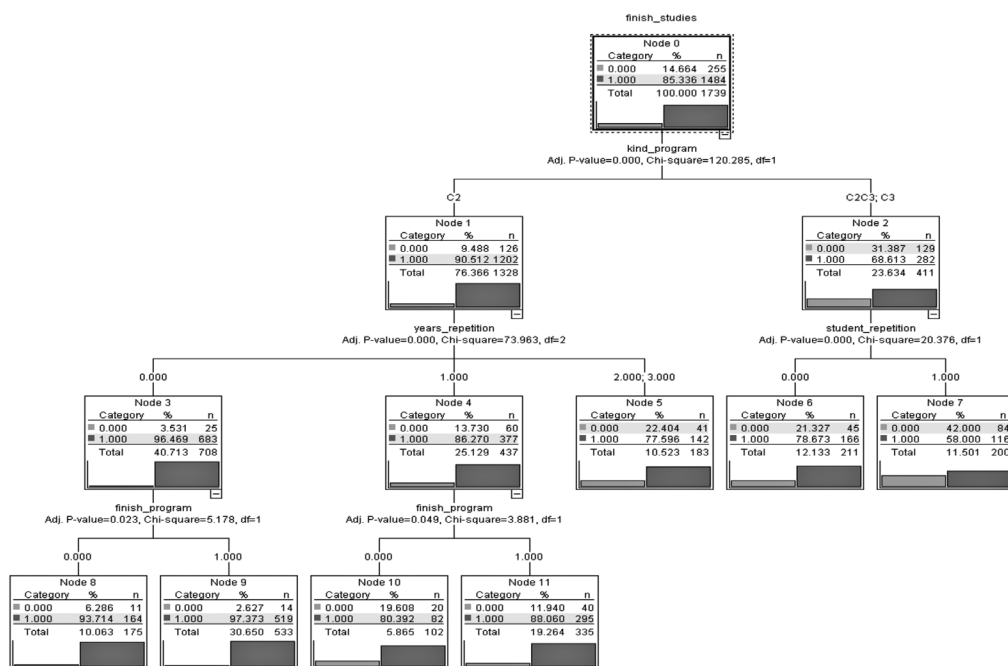 finish_studies
Node 0
Category % n
0.000 14.664 255
1.000 85.336 1484
Total 100.000 1739
kind_program
Adj. P-value=0.000, Chi-square=120.285, df=1
C2
C2C3; C3
Node 1
Category % n
0.000 9.488 126
1.000 90.512 1202
Total 76.366 1328
Node 2
Category % n
0.000 31.387 129
1.000 68.613 282
Total 23.634 411
years_repetition
Adj. P-value=0.000, Chi-square=73.963, df=2
student_repetition
Adj. P-value=0.000, Chi-square=20.376, df=1
0.000
1.000
2.000; 3.000
0.000
1.000
Node 3
Category % n
0.000 3.531 25
1.000 96.469 683
Total 40.713 708
Node 4
Category % n
0.000 13.730 60
1.000 86.270 377
Total 25.129 437
Node 5
Category % n
0.000 22.404 41
1.000 77.596 142
Total 10.523 183
Node 6
Category % n
0.000 21.327 45
1.000 78.673 166
Total 12.133 211
Node 7
Category % n
0.000 42.000 84
1.000 58.000 116
Total 11.501 200
finish_program
Adj. P-value=0.023, Chi-square=5.178, df=1
finish_program
Adj. P-value=0.049, Chi-square=3.881, df=1
0.000
1.000
0.000
1.000
Node 8
Category % n
0.000 6.286 11
1.000 93.714 164
Total 10.063 175
Node 9
Category % n
0.000 2.627 14
1.000 97.373 519
Total 30.650 533
Node 10
Category % n
0.000 19.608 20
1.000 80.392 82
Total 5.865 102
Node 11
Category % n
0.000 11.940 40
1.000 88.060 295
Total 19.264 335